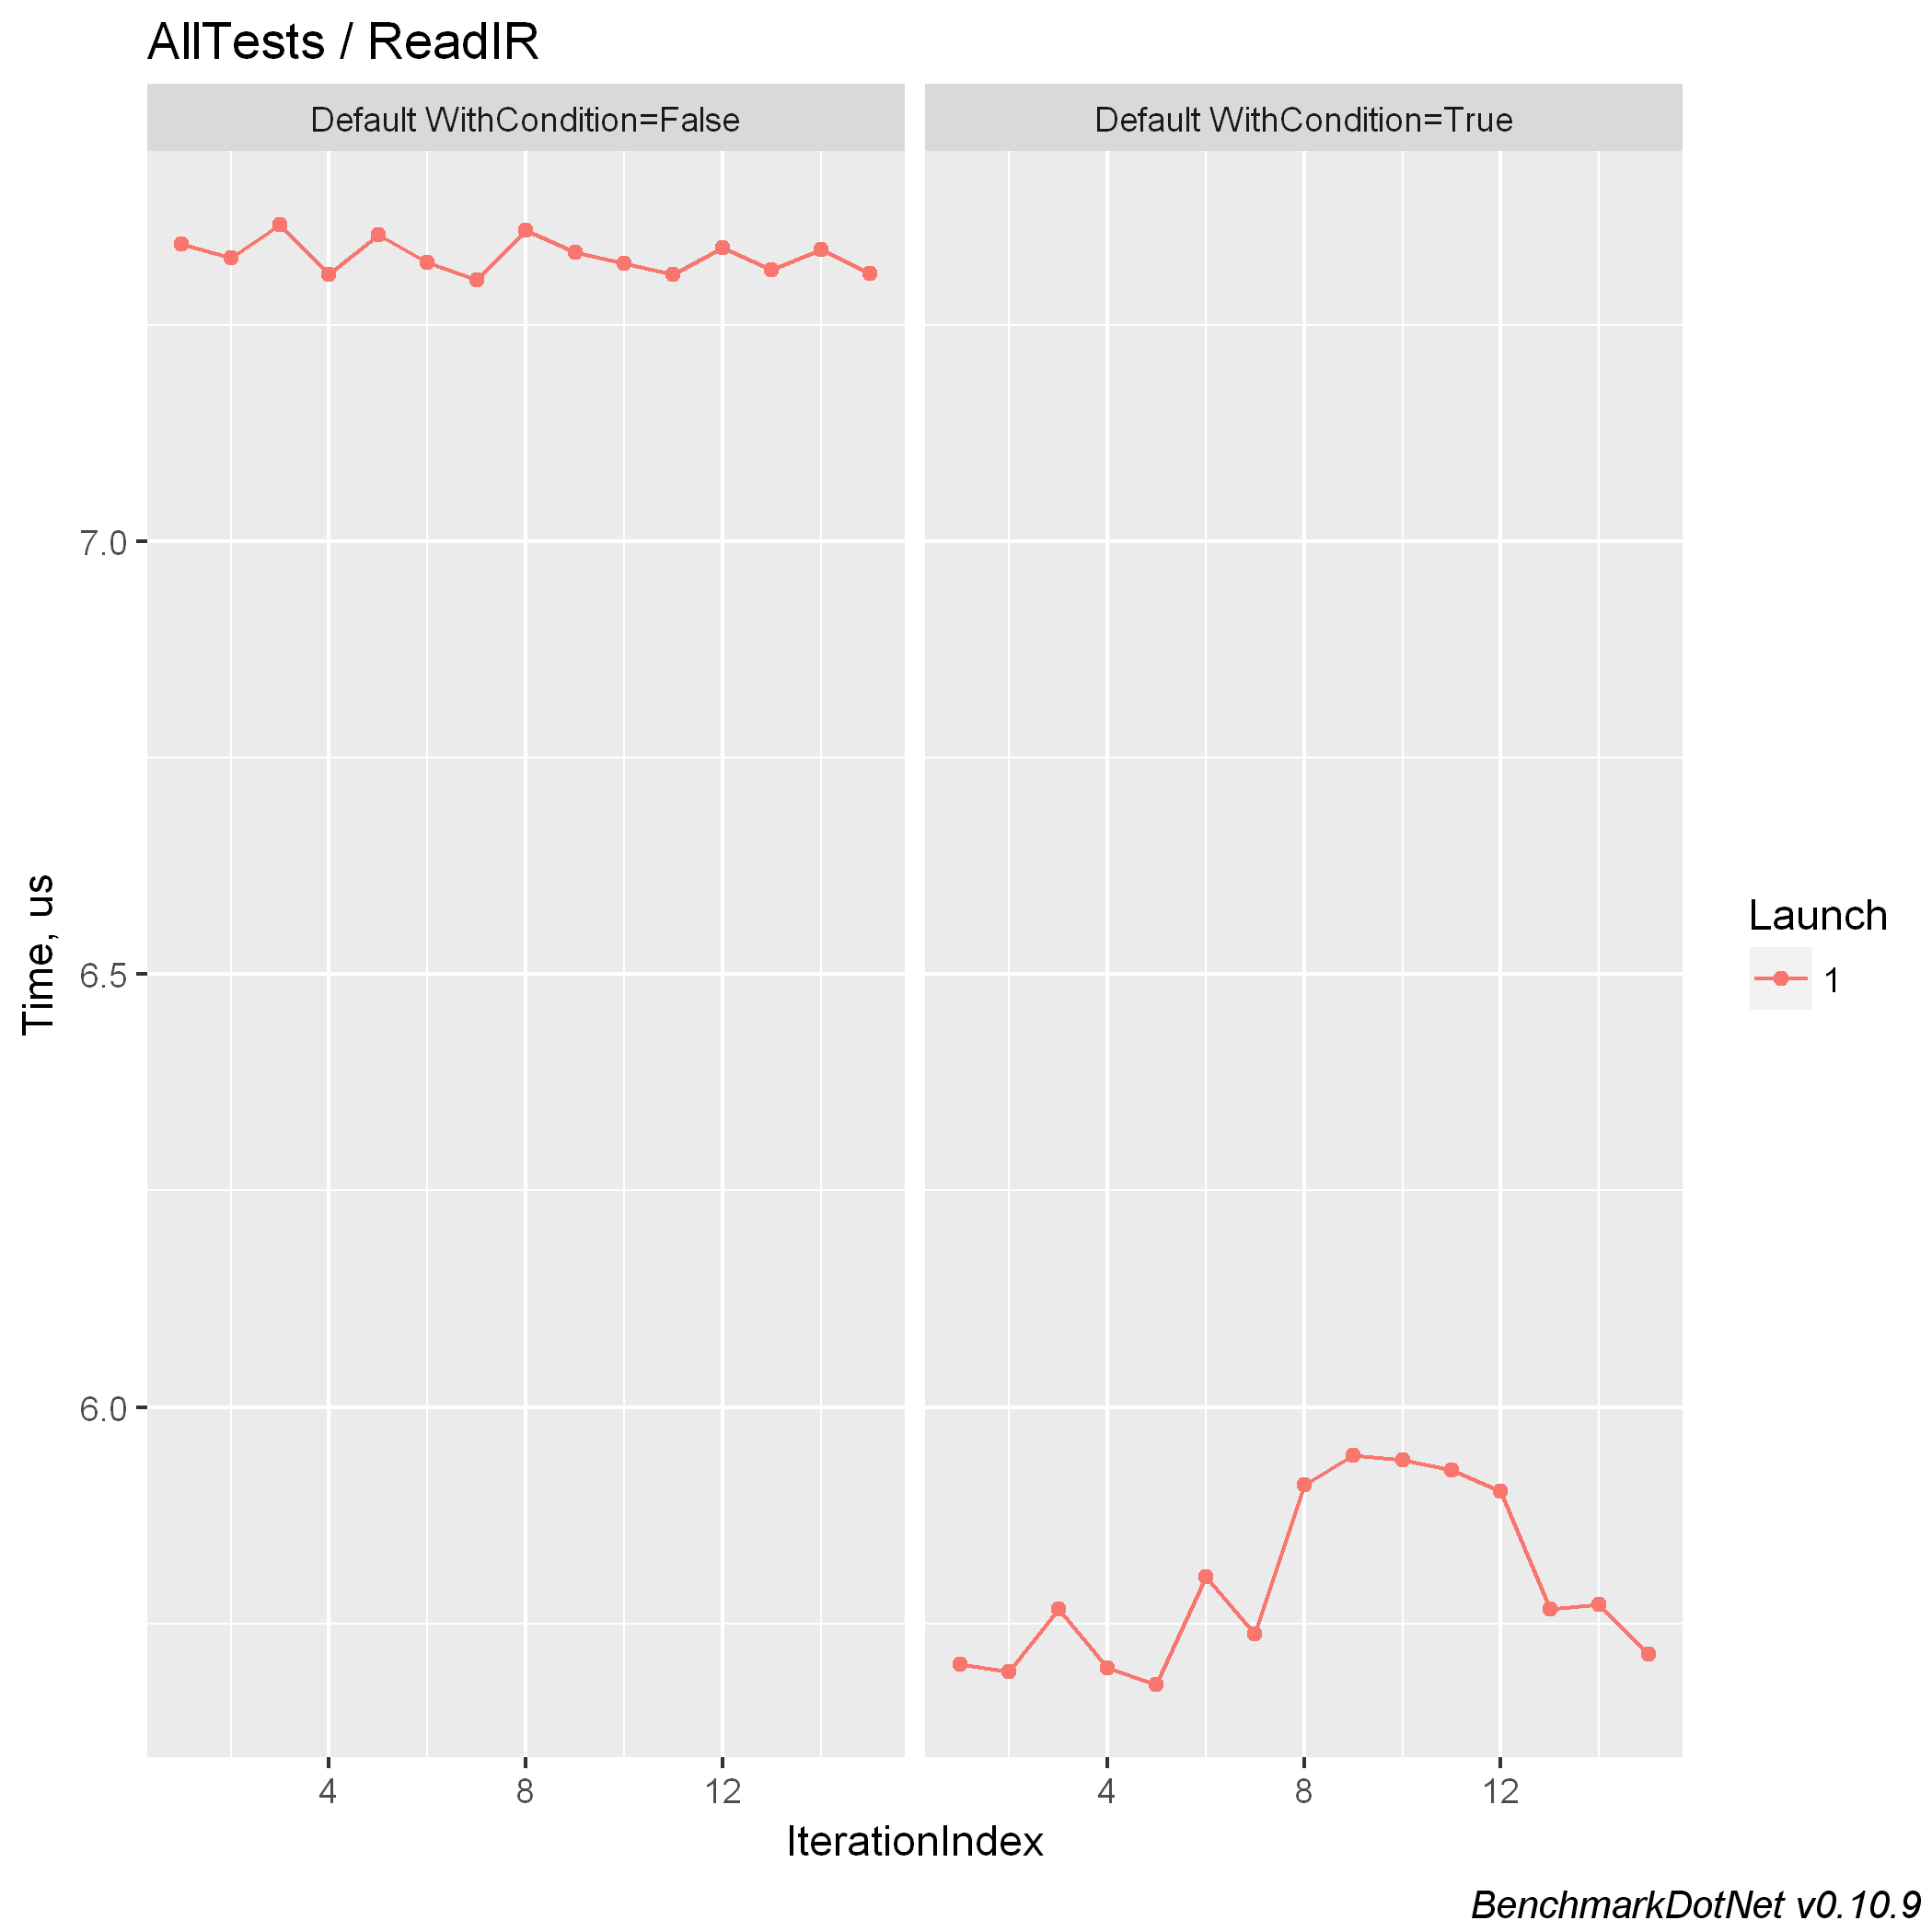 AllTests / ReadIR
Default WithCondition=False
Default WithCondition=True
7.0
6.5
6.0
Time, us
4
8
12
4
8
12
IterationIndex
Launch
1
BenchmarkDotNet v0.10.9